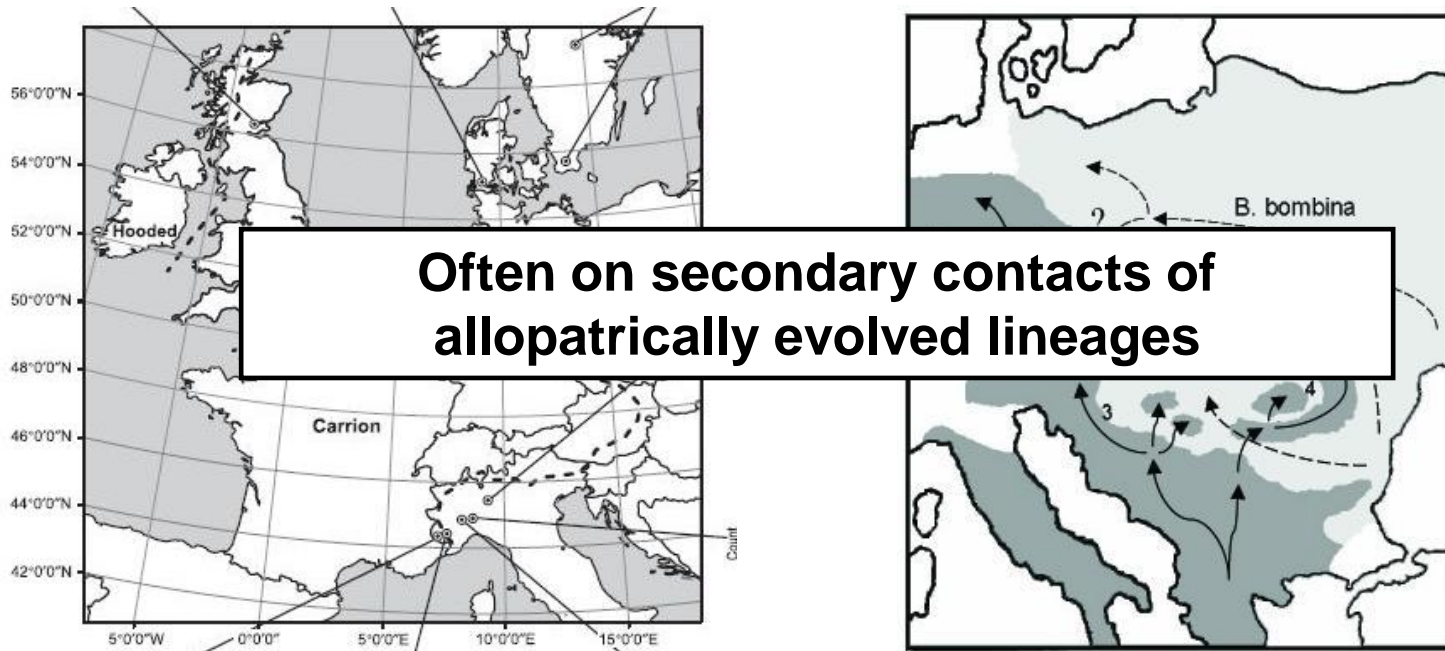 56°0'0"N
54°0'0"N
52°0'0"N
50°0'0"N
48°0'0"N
46°0'0"N
44°0'0"N
42°0'0"N
5°0'0"W
0°0'0"
5°0'0"E
10°0'0"E
15°0'0"E
Hooded
Carrion
Count
Often on secondary contacts of
allopatrically evolved lineages
?
B. bombina
3
4